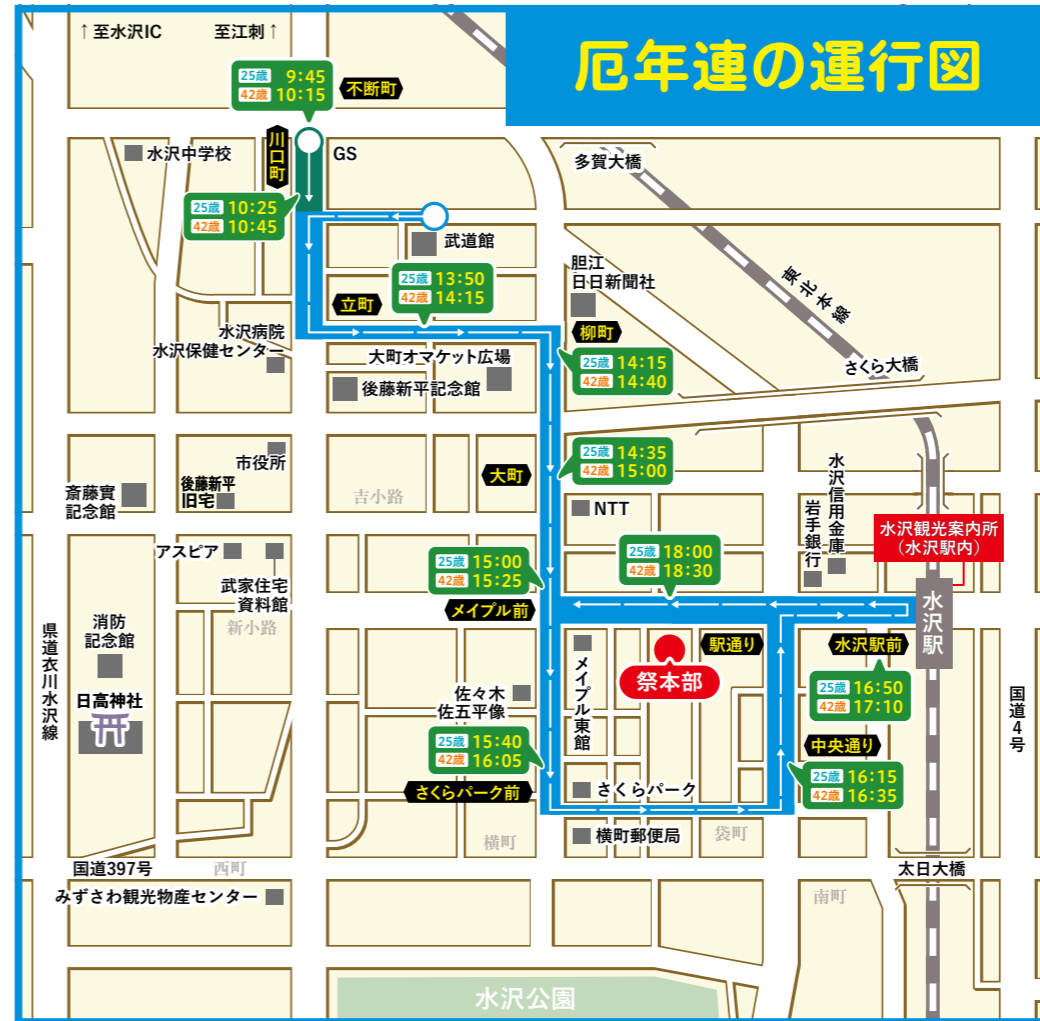 厄年連の運行図
↑至水沢IC
至江刺↑
25歳 9:45
42歳 10:15
不断町
川口町
GS
水沢中学校
多賀大橋
25歳 10:25
42歳 10:45
武道館
胆江
日日新聞社
東北本線
25歳 13:50
42歳 14:15
立町
柳町
水沢病院
水沢保健センター
大町オマケット広場
後藤新平記念館
25歳 14:15
42歳 14:40
さくら大橋
25歳 14:35
42歳 15:00
市役所
大町
斎藤實
記念館
後藤新平
旧宅
吉小路
NTT
水沢信用金庫
岩手銀行
水沢観光案内所
(水沢駅内)
アスピア
武家住宅
資料館
25歳 15:00
42歳 15:25
メイプル前
25歳 18:00
42歳 18:30
水沢駅
県道衣川水沢線
消防
記念館
新小路
メイプル東館
駅通り
祭本部
水沢駅前
25歳 16:50
42歳 17:10
国道4号
日高神社
佐々木
佐五平像
25歳 15:40
42歳 16:05
さくらパーク前
さくらパーク
中央通り
25歳 16:15
42歳 16:35
横町
横町郵便局
袋町
国道397号
西町
太日大橋
みずさわ観光物産センター
南町
水沢公園